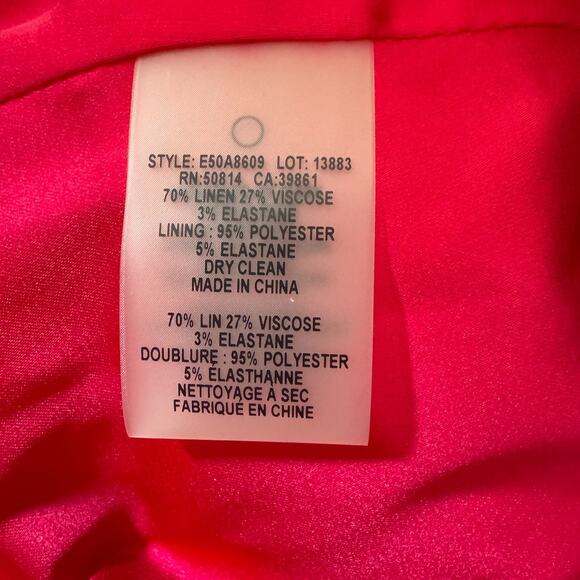 STYLE: E50A8609 LOT: 13883
RN:50814 CA:39861
70% LINEN 27% VISCOSE
3% ELASTANE
LINING : 95% POLYESTER
5% ELASTANE
DRY CLEAN
MADE IN CHINA
70% LIN 27% VISCOSE
3% ELASTANE
DOUBLURE : 95% POLYESTER
5% ÉLASTHANNE
NETTOYAGE À SEC
FABRIQUÉ EN CHINE